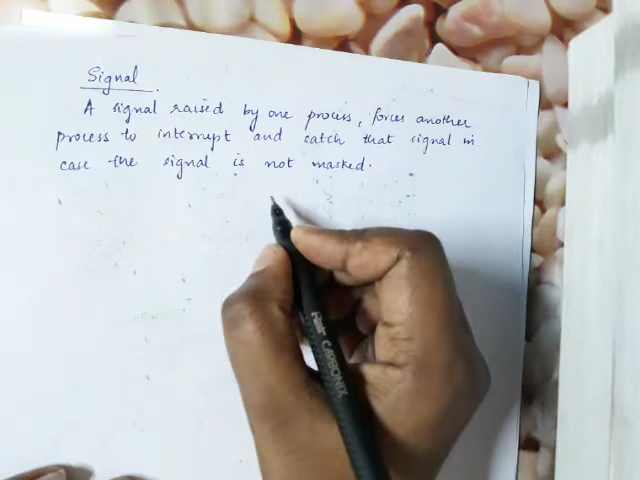 Signal
A signal raised by one process, forces another
process to interrupt and catch that signal in
case the signal is not masked.
CARBONIX